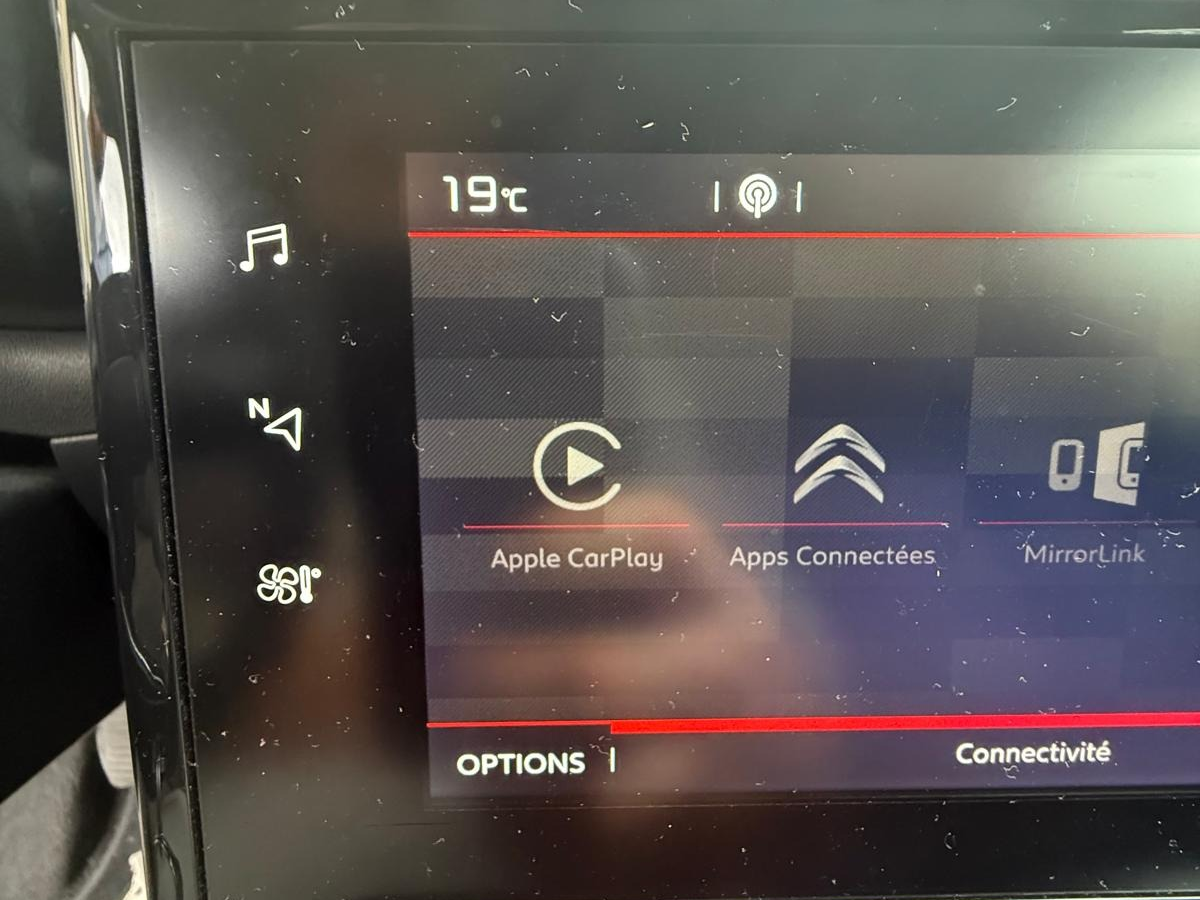 19°C
N
Apple CarPlay
Apps Connectées
MirrorLink
OPTIONS
Connectivité